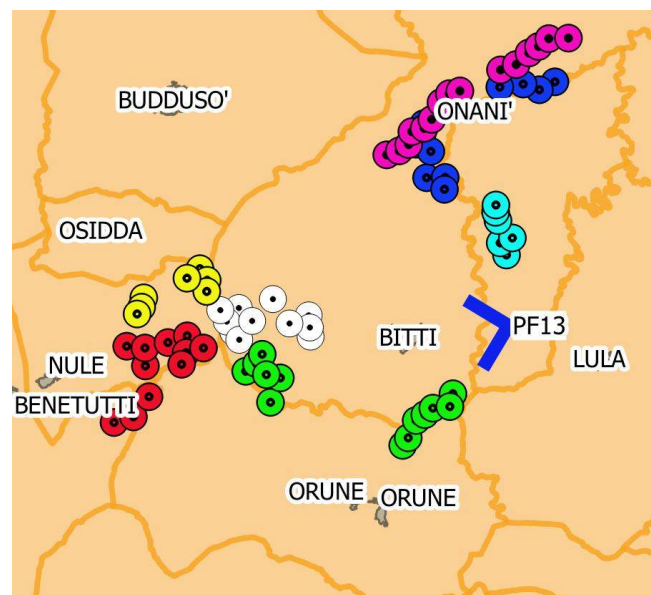 BUDDUSO'
ONANI'
OSIDDA
PF13
BITTI
LULA
NULE
BENETUTTI
ORUNE
ORUNE